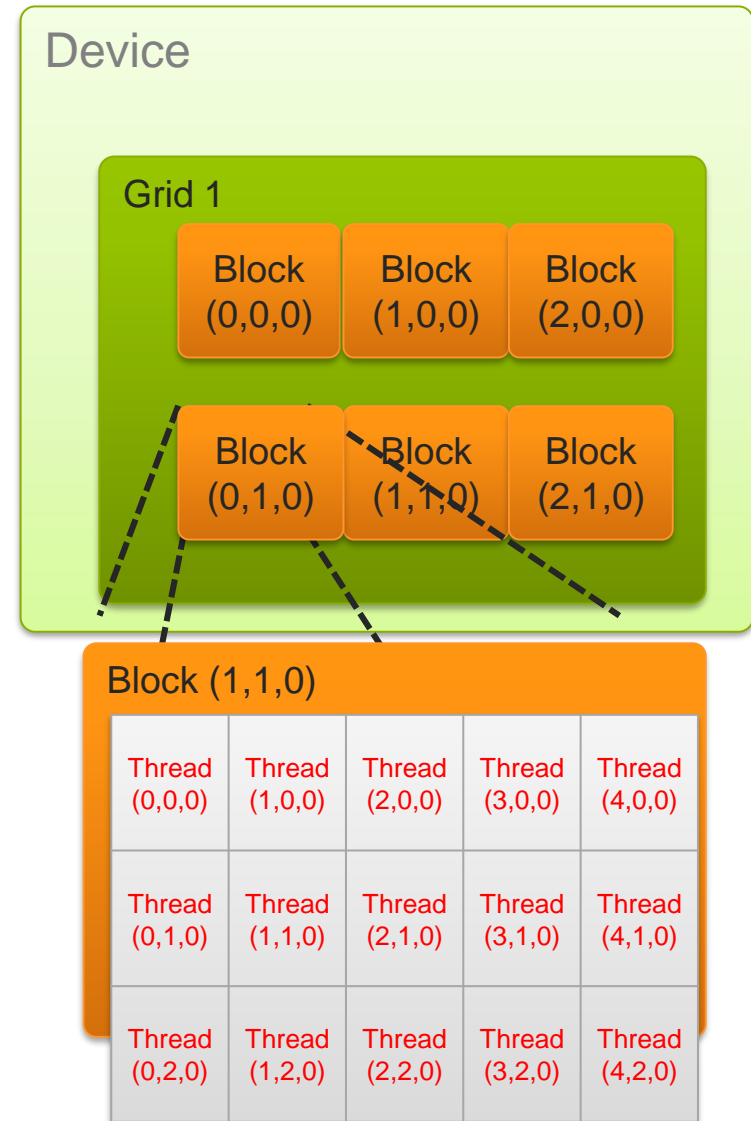 Device
Grid 1
Block
(0,0,0)
Block
(1,0,0)
Block
(2,0,0)
Block
(0,1,0)
Block
(1,1,0)
Block
(2,1,0)
Block (1,1,0)
Thread
(0,0,0)
Thread
(1,0,0)
Thread
(2,0,0)
Thread
(3,0,0)
Thread
(4,0,0)
Thread
(0,1,0)
Thread
(1,1,0)
Thread
(2,1,0)
Thread
(3,1,0)
Thread
(4,1,0)
Thread
(0,2,0)
Thread
(1,2,0)
Thread
(2,2,0)
Thread
(3,2,0)
Thread
(4,2,0)